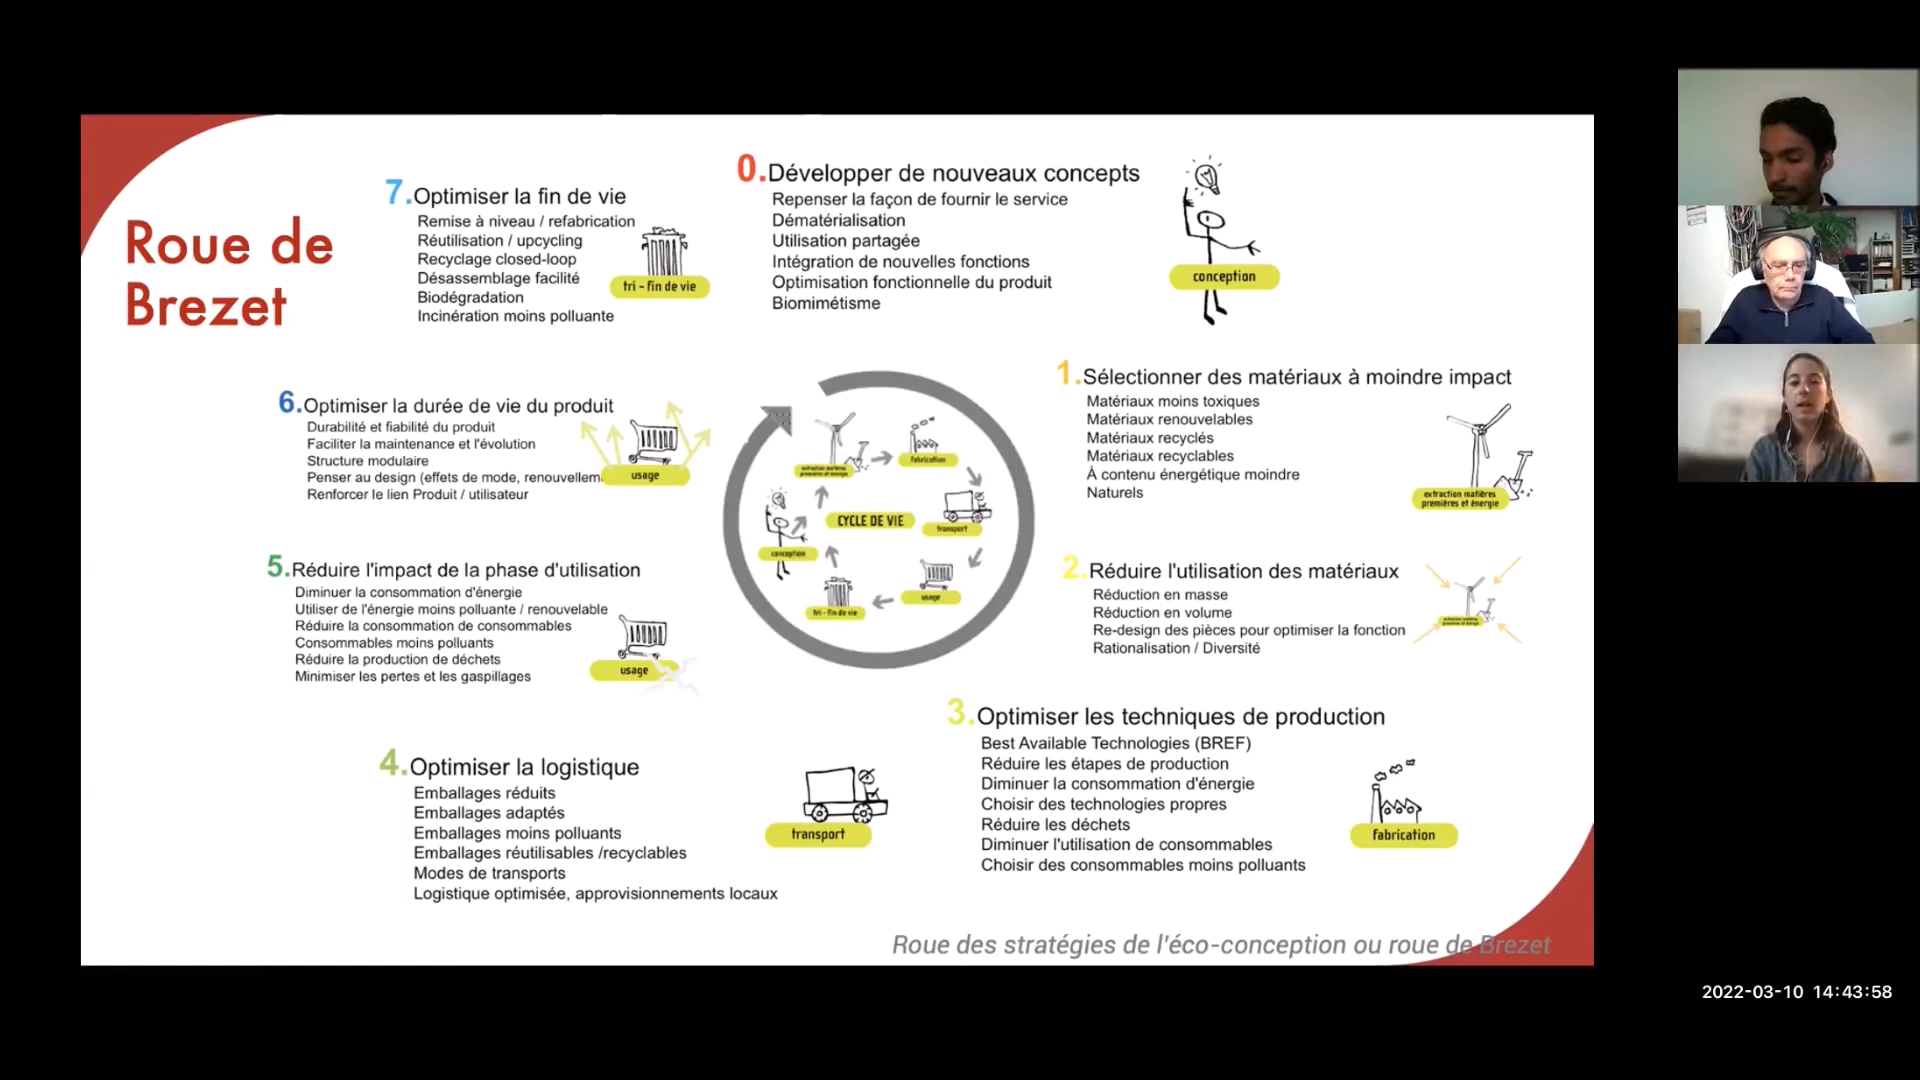 Roue de
Brezet
7.Optimiser la fin de vie
Remise à niveau / refabrication
Réutilisation / upcycling
Recyclage closed-loop
Désassemblage facilité
Biodégradation
Incinération moins polluante
tri - fin de vie
0.Développer de nouveaux concepts
Repenser la façon de fournir le service
Dématérialisation
Utilisation partagée
Intégration de nouvelles fonctions
Optimisation fonctionnelle du produit
Biomimétisme
conception
1.Sélectionner des matériaux à moindre impact
Matériaux moins toxiques
Matériaux renouvelables
Matériaux recyclés
Matériaux recyclables
À contenu énergétique moindre
Naturels
extraction matières
premières et énergie
6.Optimiser la durée de vie du produit
Durabilité et fiabilité du produit
Faciliter la maintenance et l'évolution
Structure modulaire
Penser au design (effets de mode, renouvellem
Renforcer le lien Produit / utilisateur
usage
extraction matières
premières et énergie
fabrication
CYCLE DE VIE
transport
conception
usage
tri - fin de vie
2.Réduire l'utilisation des matériaux
Réduction en masse
Réduction en volume
Re-design des pièces pour optimiser la fonction
Rationalisation / Diversité
extraction matières
premières et énergie
5.Réduire l'impact de la phase d'utilisation
Diminuer la consommation d'énergie
Utiliser de l'énergie moins polluante / renouvelable
Réduire la consommation de consommables
Consommables moins polluants
Réduire la production de déchets
Minimiser les pertes et les gaspillages
usage
3.Optimiser les techniques de production
Best Available Technologies (BREF)
Réduire les étapes de production
Diminuer la consommation d'énergie
Choisir des technologies propres
Réduire les déchets
Diminuer l'utilisation de consommables
Choisir des consommables moins polluants
fabrication
4.Optimiser la logistique
Emballages réduits
Emballages adaptés
Emballages moins polluants
Emballages réutilisables /recyclables
Modes de transports
Logistique optimisée, approvisionnements locaux
transport
Roue des stratégies de l'éco-conception ou roue de Brezet
2022-03-10 14:43:58